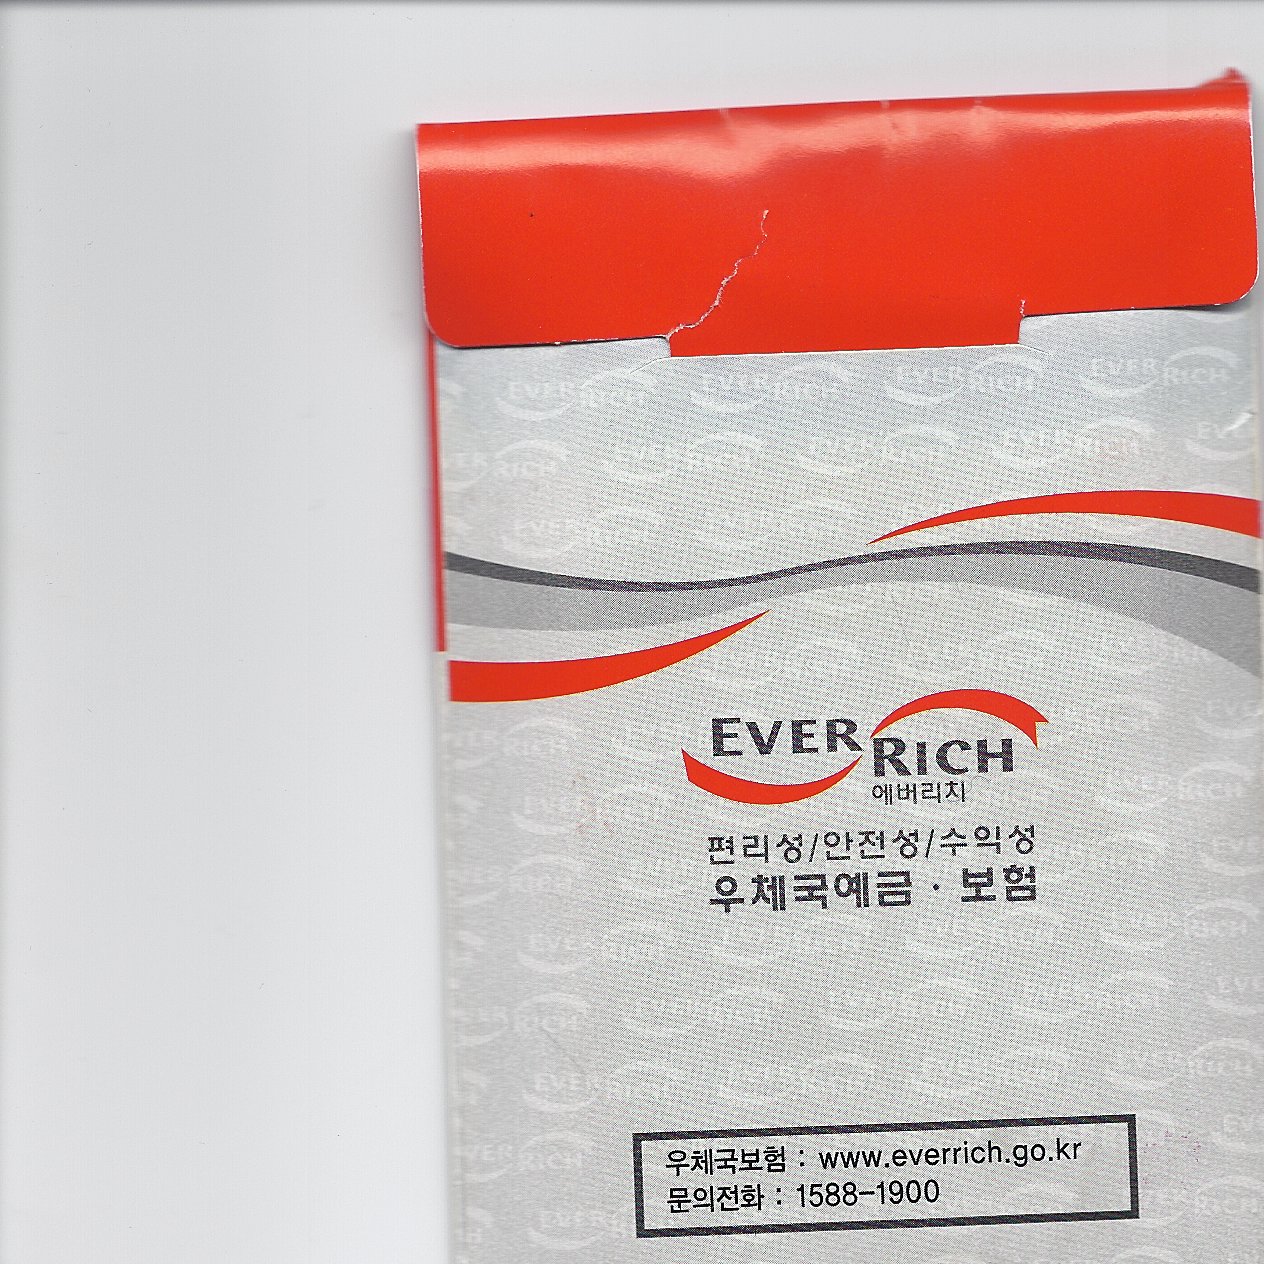 EVER RICH
에버리치
편리성/안전성/수익성
우체국예금 · 보험
우체국보험 : www.everrich.go.kr
문의전화 : 1588-1900